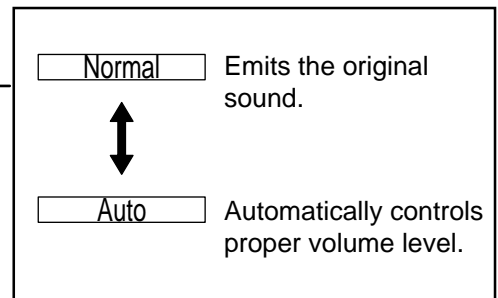 Normal
Emits the original
sound.
Auto
Automatically controls
proper volume level.